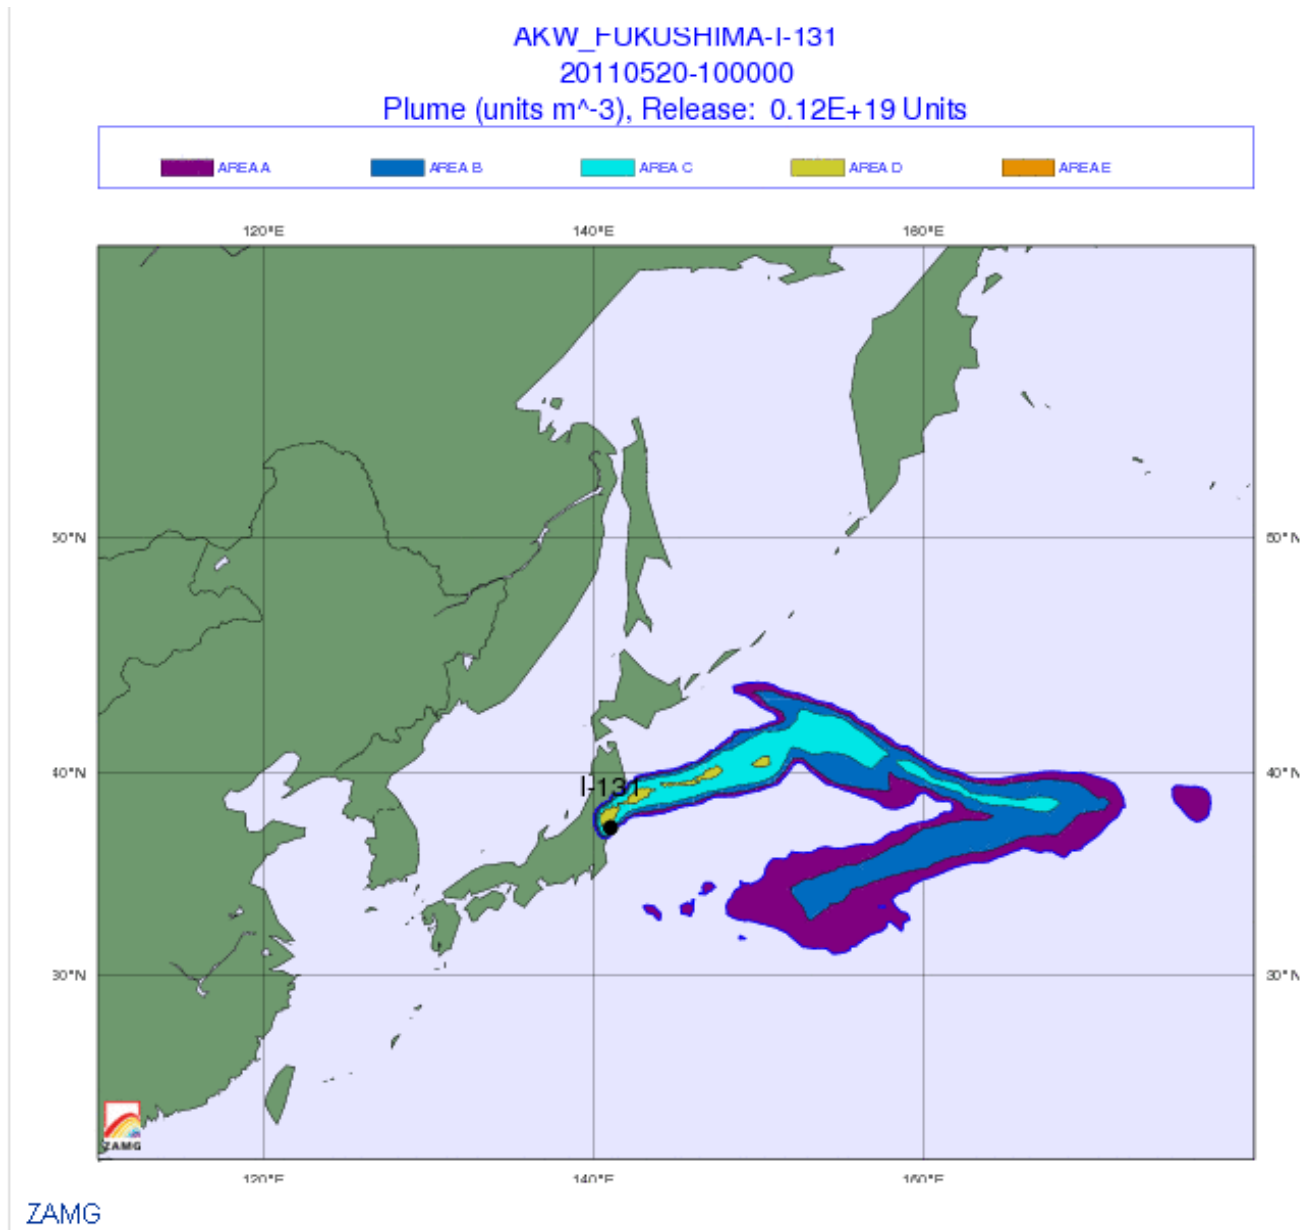 AKW_FUKUSHIMA-I-131
20110520-100000
Plume (units m^-3), Release: 0.12E+19 Units
AREA A AREA B AREA C AREA D AREA E
120°E 140°E 160°E
50°N 50°N
40°N 40°N
I-131
30°N 30°N
ZAMG
120°E 140°E 160°E
ZAMG